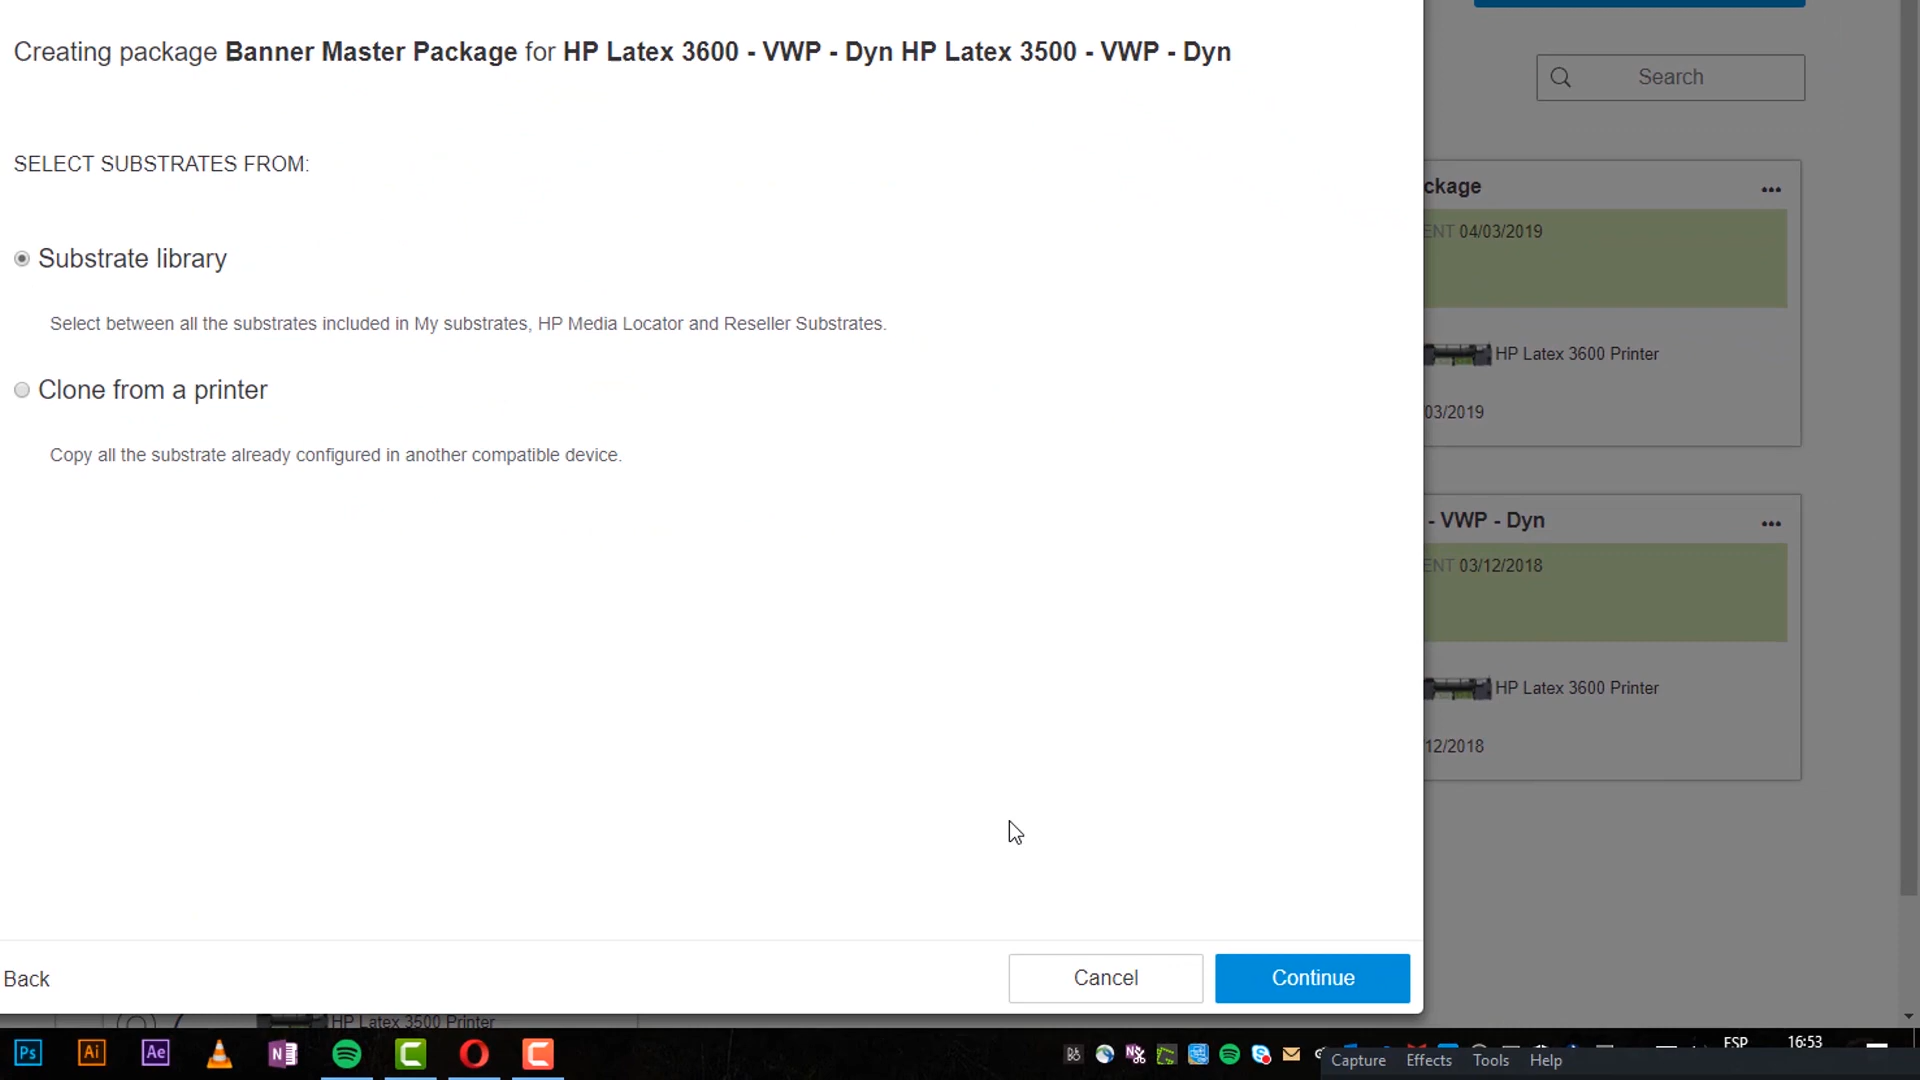 Creating package Banner Master Package for HP Latex 3600 - VWP - Dyn HP Latex 3500 - VWP - Dyn
Search
SELECT SUBSTRATES FROM:
ckage
ENT 04/03/2019
Substrate library
Select between all the substrates included in My substrates, HP Media Locator and Reseller Substrates.
HP Latex 3600 Printer
Clone from a printer
03/2019
Copy all the substrate already configured in another compatible device.
- VWP - Dyn
ENT 03/12/2018
HP Latex 3600 Printer
12/2018
Back
Cancel
Continue
HP Latex 3500 Printer
Ps
Ai
Ae
N
ESP
16:53
Capture
Effects
Tools
Help